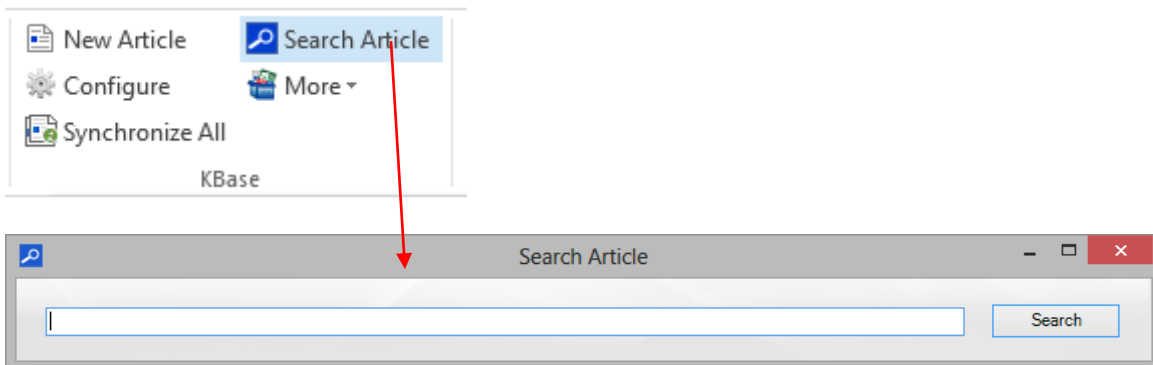 New Article Search Article
Configure More
Synchronize All
KBase
Search Article
Search